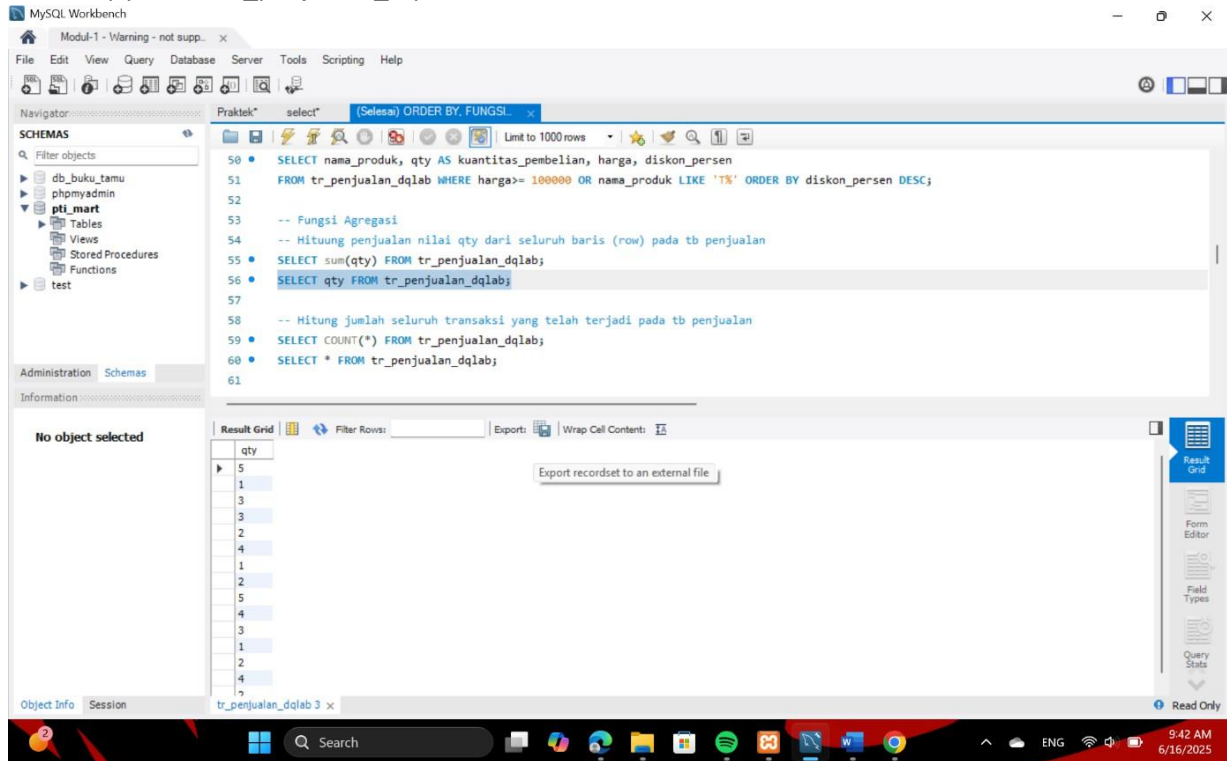 MySQL Workbench
Modul-1 - Warning - not supp..
File Edit View Query Database Server Tools Scripting Help
Navigator
Praktek* select* (Selesai) ORDER BY, FUNGSI...
SCHEMAS
Limit to 1000 rows
Filter objects
db_buku_tamu
phpmyadmin
pti_mart
Tables
Views
Stored Procedures
Functions
test
50 SELECT nama_produk, qty AS kuantitas_pembelian, harga, diskon_persen
51 FROM tr_penjualan_dqlab WHERE harga>= 100000 OR nama_produk LIKE 'T%' ORDER BY diskon_persen DESC;
52
53 -- Fungsi Agregasi
54 -- Hituung penjualan nilai qty dari seluruh baris (row) pada tb penjualan
55 SELECT sum(qty) FROM tr_penjualan_dqlab;
56 SELECT qty FROM tr_penjualan_dqlab;
57
58 -- Hitung jumlah seluruh transaksi yang telah terjadi pada tb penjualan
59 SELECT COUNT(*) FROM tr_penjualan_dqlab;
60 SELECT * FROM tr_penjualan_dqlab;
61
Administration Schemas
Information
No object selected
Result Grid Filter Rows: Export: Wrap Cell Content:
Export recordset to an external file
qty
5
1
3
3
2
4
1
2
5
4
3
1
2
4
2
Result
Grid
Form
Editor
Field
Types
Query
Stats
Object Info Session
tr_penjualan_dqlab 3
Read Only
2
Search
ENG
9:42 AM
6/16/2025